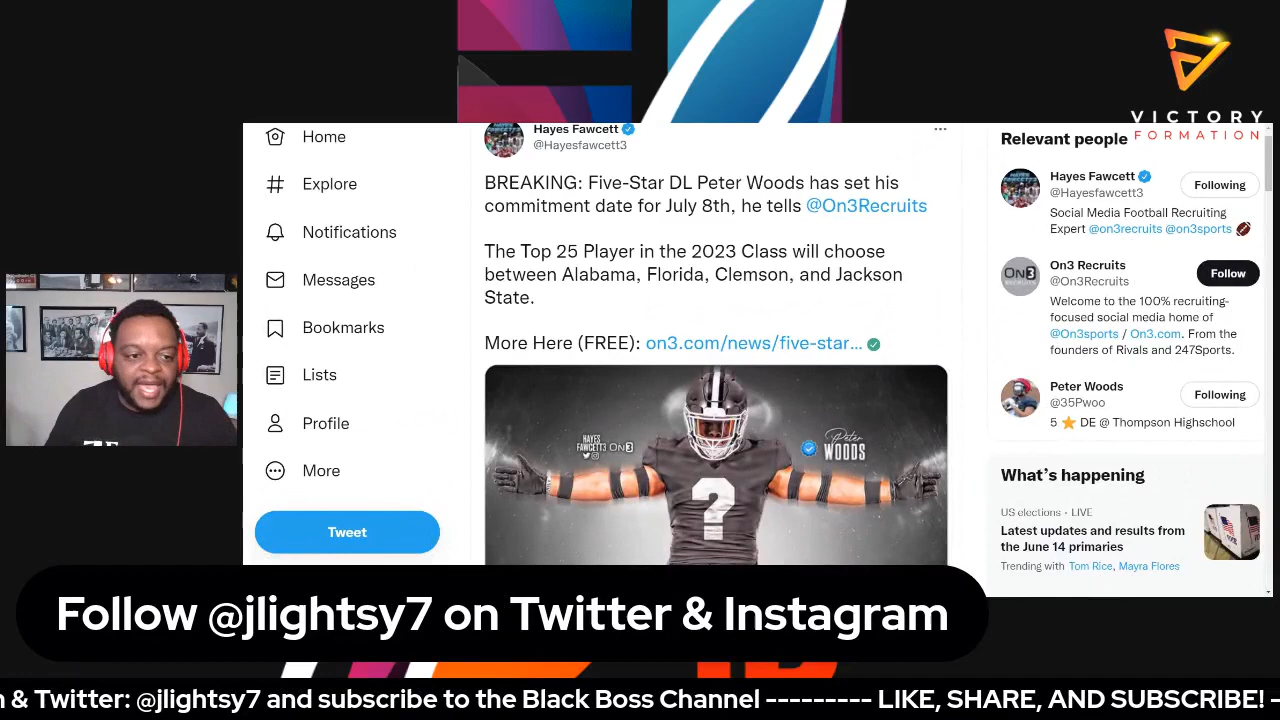 VICTORY
FORMATION
Home
Explore
Notifications
Messages
Bookmarks
Lists
Profile
More
Tweet
Hayes Fawcett
@Hayesfawcett3
BREAKING: Five-Star DL Peter Woods has set his
commitment date for July 8th, he tells @On3Recruits
The Top 25 Player in the 2023 Class will choose
between Alabama, Florida, Clemson, and Jackson
State.
More Here (FREE): on3.com/news/five-star...
HAYES
FAWCETT3 ON3
Peter
WOODS
?
Relevant people
Hayes Fawcett
@Hayesfawcett3
Following
Social Media Football Recruiting
Expert @on3recruits @on3sports
ON3
On3 Recruits
@On3Recruits
Follow
Welcome to the 100% recruiting-
focused social media home of
@On3sports / On3.com. From the
founders of Rivals and 247Sports.
Peter Woods
@35Pwoo
Following
5 ⭐ DE @ Thompson Highschool
What's happening
US elections · LIVE
Latest updates and results from
the June 14 primaries
Trending with Tom Rice, Mayra Flores
Follow @jlightsy7 on Twitter & Instagram
& Twitter: @jlightsy7 and subscribe to the Black Boss Channel --------- LIKE, SHARE, AND SUBSCRIBE! -